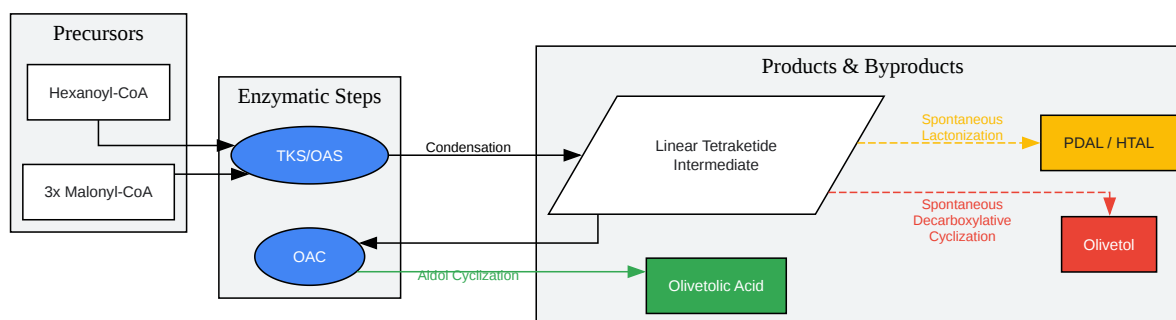 Precursors
Hexanoyl-CoA
3x Malonyl-CoA
Enzymatic Steps
TKS/OAS
OAC
Condensation
Aldol Cyclization
Products & Byproducts
Linear Tetraketide
Intermediate
Spontaneous
Lactonization
PDAL / HTAL
Spontaneous
Decarboxylative
Cyclization
Olivetol
Olivetolic Acid